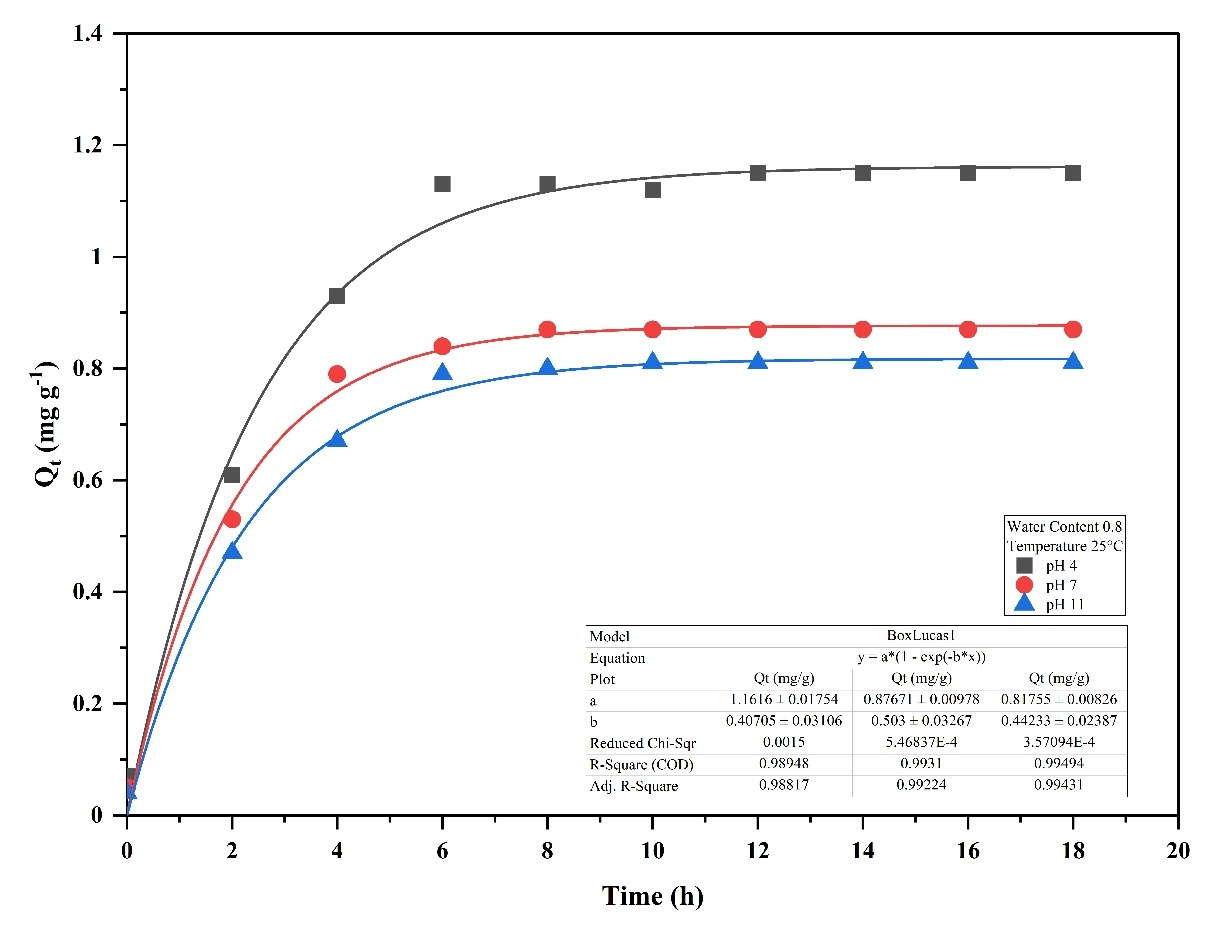 1.4
1.2
1
0.8
0.6
0.4
0.2
0
Qt (mg g-1)
0 2 4 6 8 10 12 14 16 18 20
Time (h)
Water Content 0.8
Temperature 25°C
pH 4
pH 7
pH 11
Model BoxLucas1
Equation y = a*(1 - exp(-b*x))
Plot Qt (mg/g) Qt (mg/g) Qt (mg/g)
a 1.1616 ± 0.01754 0.87671 ± 0.00978 0.81755 ± 0.00826
b 0.40705 ± 0.03106 0.503 ± 0.03267 0.44233 ± 0.02387
Reduced Chi-Sqr 0.0015 5.46837E-4 3.57094E-4
R-Square (COD) 0.98948 0.9931 0.99494
Adj. R-Square 0.98817 0.99224 0.99431